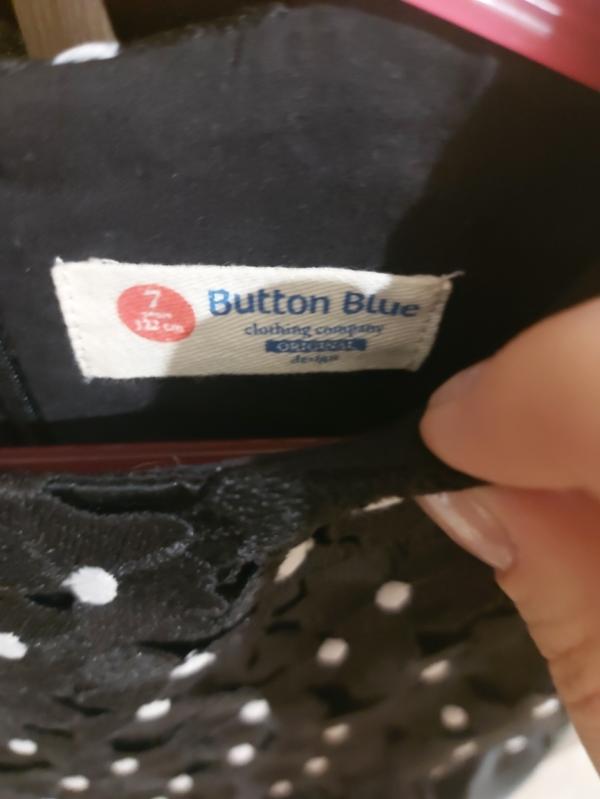 7
years
122 cm
Button Blue
clothing company
ORIGINAL
design